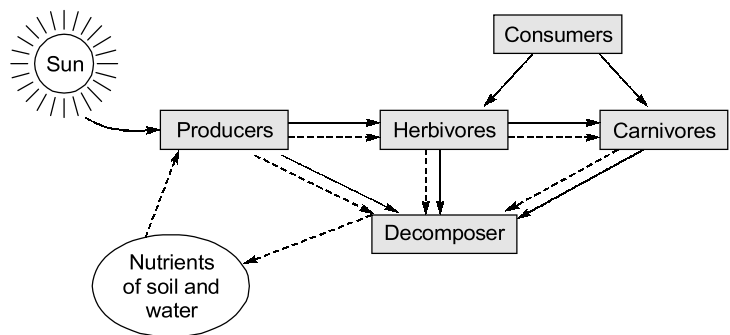 Consumers
Sun
Producers
Herbivores
Carnivores
Decomposer
Nutrients
of soil and
water